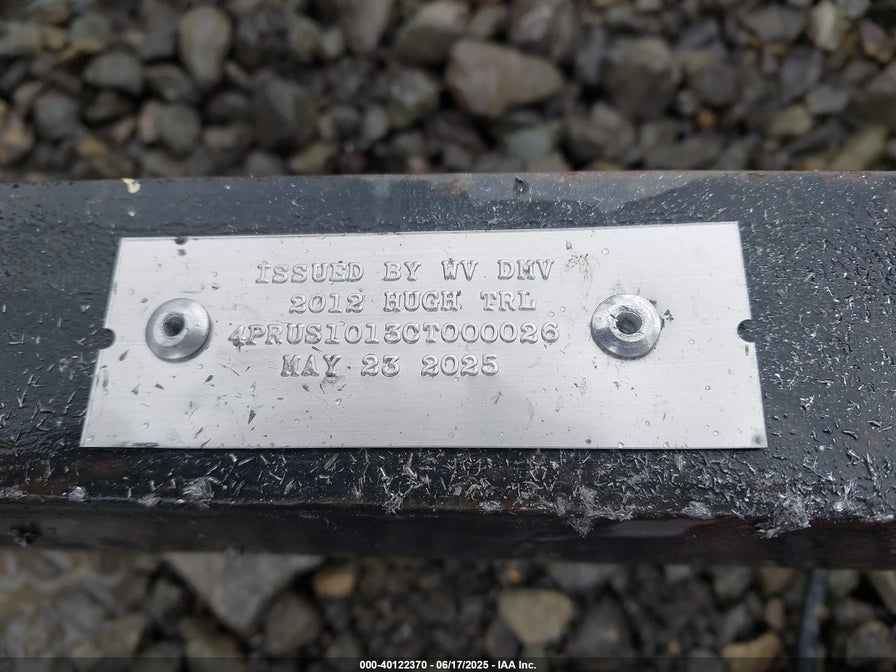 ISSUED BY WV DMV
2012 HUGH TRL
4PRUS1013CT000026
MAY 23 2025
000-40122370 - 06/17/2025 - IAA Inc.